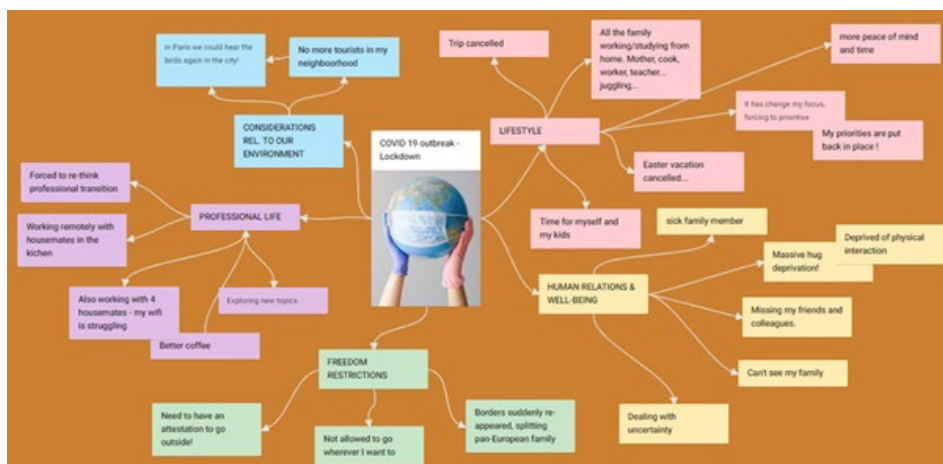 In Paris we could hear the
birds again in the city!
No more tourists in my
neighboorhood
CONSIDERATIONS
REL. TO OUR
ENVIRONMENT
Trip cancelled
All the family
working/studying from
home. Mother, cook,
worker, teacher...
juggling...
more peace of mind
and time
LIFESTYLE
It has change my focus,
forcing to prioritise
My priorities are put
back in place !
Easter vacation
cancelled...
Time for myself and
my kids
COVID 19 outbreak -
Lockdown
Forced to re-think
professional transition
PROFESSIONAL LIFE
Working remotely with
housemates in the
kichen
Also working with 4
housemates - my wifi
is struggling
Exploring new topics
Better coffee
sick family member
Deprived of physical
interaction
Massive hug
deprivation!
HUMAN RELATIONS &
WELL-BEING
Missing my friends and
colleagues.
Can't see my family
Dealing with
uncertainty
FREEDOM
RESTRICTIONS
Need to have an
attestation to go
outside!
Not allowed to go
wherever I want to
Borders suddenly re-
appeared, splitting
pan-European family